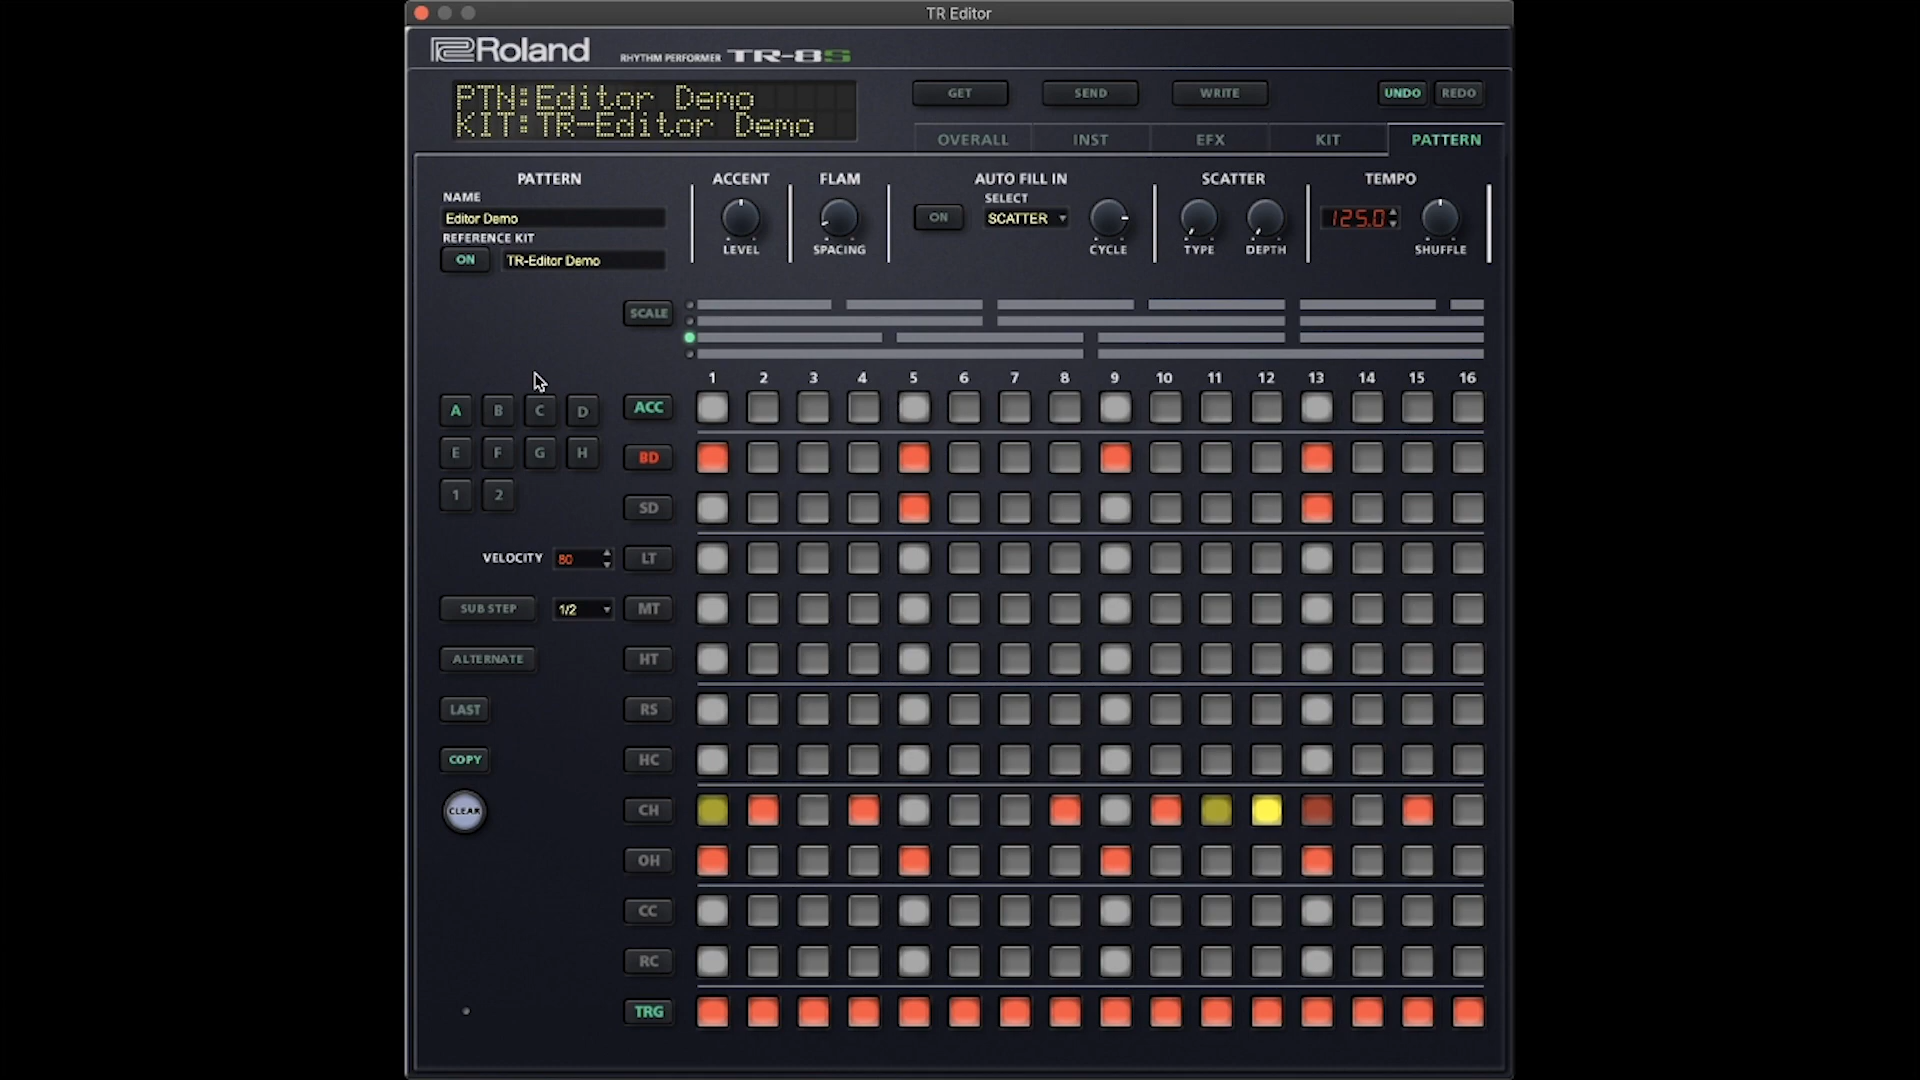 TR Editor
Roland RHYTHM PERFORMER TR-8S
PTN:Editor Demo
KIT:TR-Editor Demo
GET SEND WRITE UNDO REDO
OVERALL INST EFX KIT PATTERN
PATTERN ACCENT FLAM AUTO FILL IN SCATTER TEMPO
NAME SELECT
Editor Demo ON SCATTER 125.0
REFERENCE KIT
LEVEL SPACING CYCLE TYPE DEPTH SHUFFLE
ON TR-Editor Demo
SCALE
1 2 3 4 5 6 7 8 9 10 11 12 13 14 15 16
A B C D ACC
E F G H BD
1 2 SD
VELOCITY 80 LT
SUB STEP 1/2 MT
ALTERNATE HT
LAST RS
COPY HC
CLEAR CH
OH
CC
RC
TRG